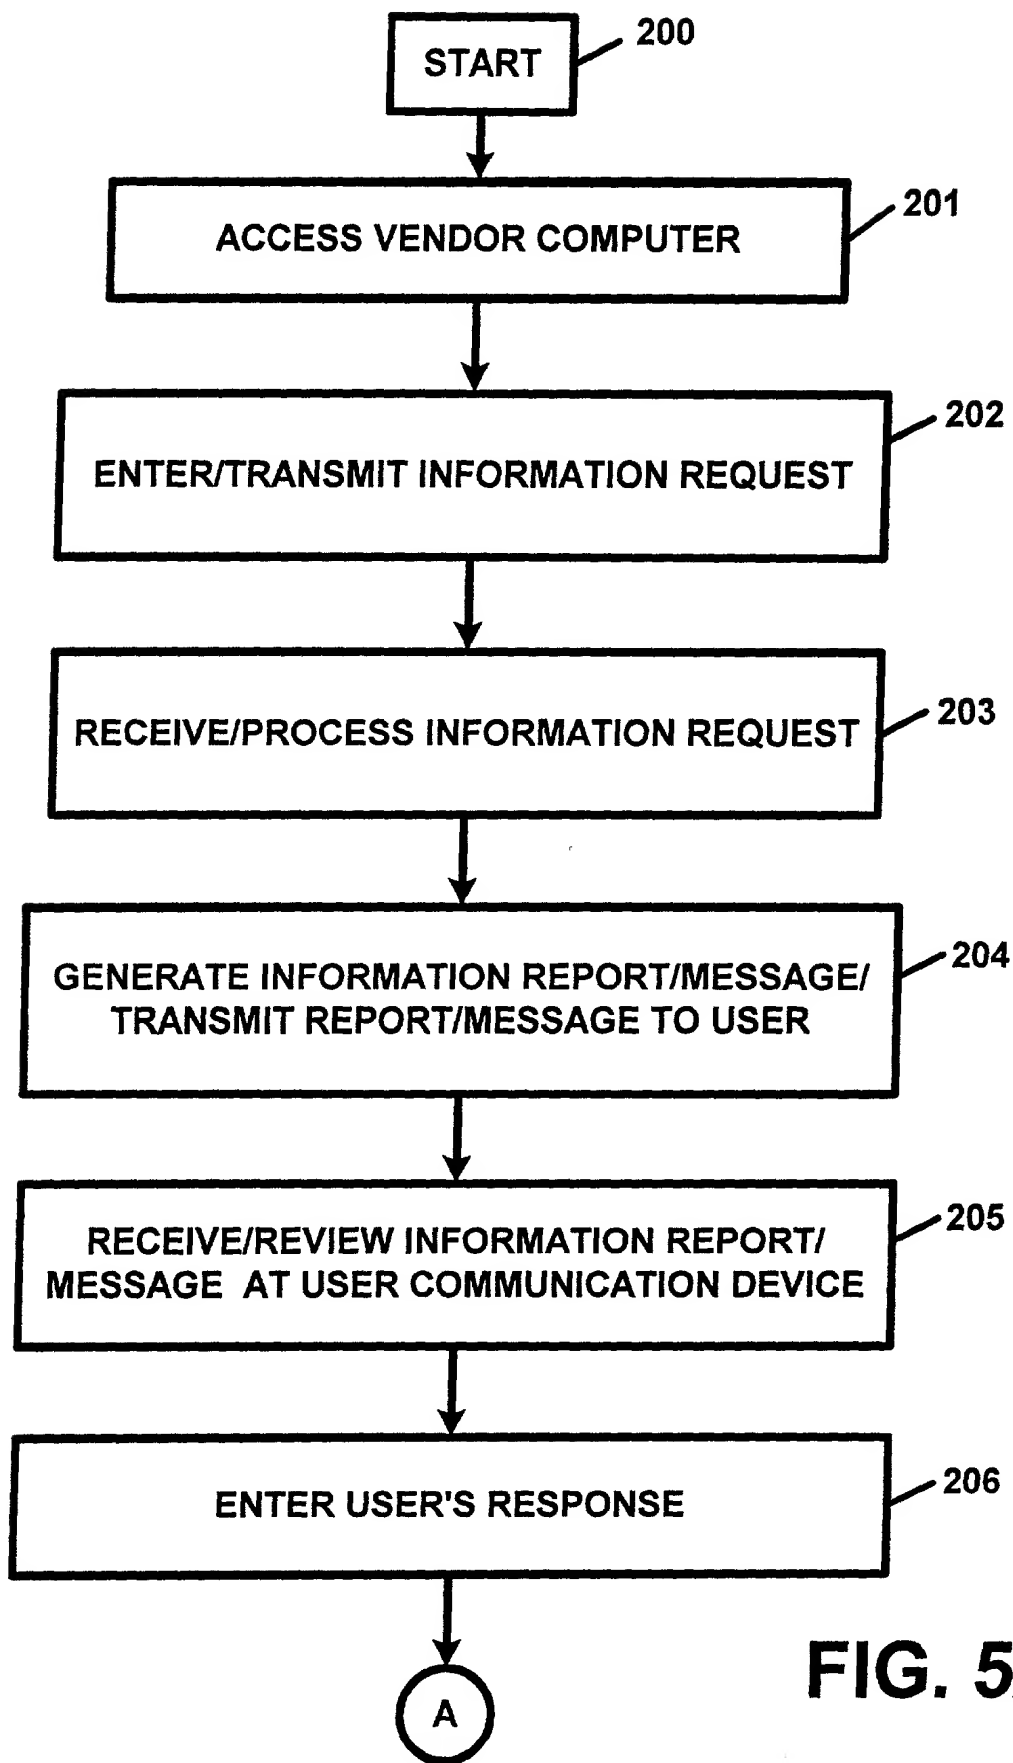 START
200
ACCESS VENDOR COMPUTER
201
ENTER/TRANSMIT INFORMATION REQUEST
202
RECEIVE/PROCESS INFORMATION REQUEST
203
GENERATE INFORMATION REPORT/MESSAGE/
TRANSMIT REPORT/MESSAGE TO USER
204
RECEIVE/REVIEW INFORMATION REPORT/
MESSAGE AT USER COMMUNICATION DEVICE
205
ENTER USER'S RESPONSE
206
A
FIG. 5